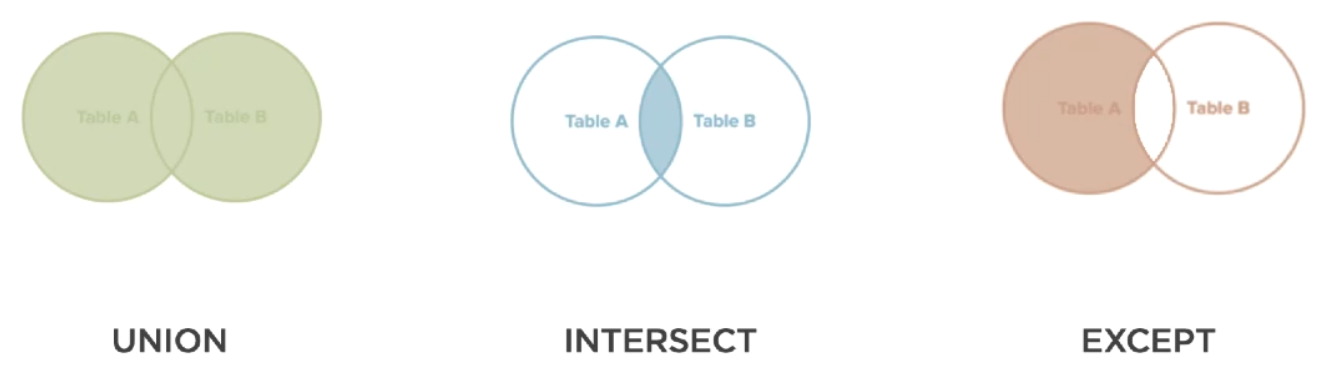 Table A Table B
Table A Table B
Table A Table B
UNION
INTERSECT
EXCEPT